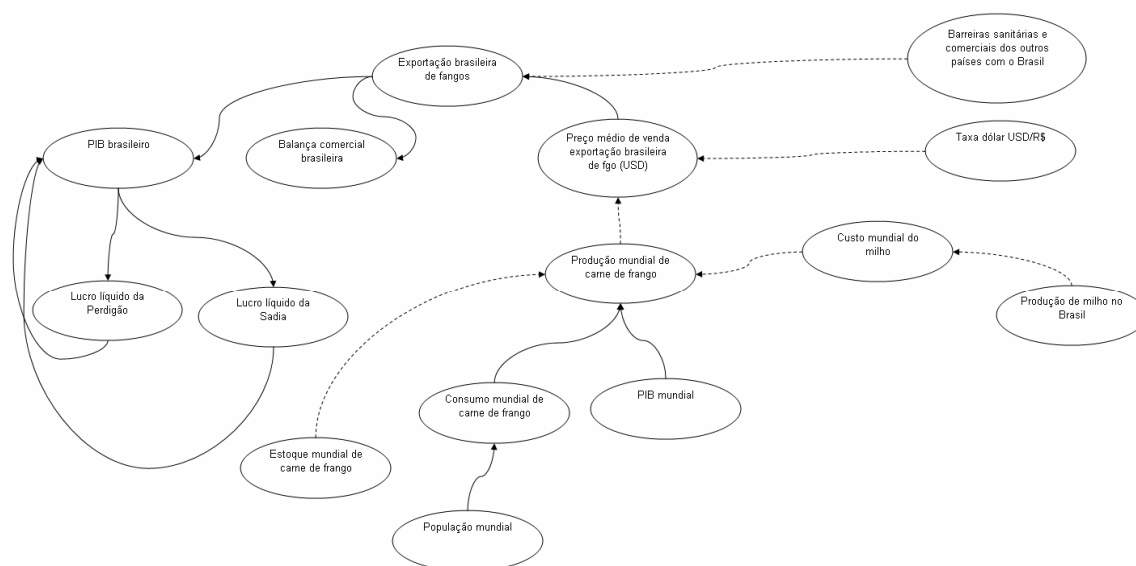 Barreiras sanitárias e
comerciais dos outros
países com o Brasil
Exportação brasileira
de fangos
PIB brasileiro
Balança comercial
brasileira
Preço médio de venda
exportação brasileira
de fgo (USD)
Taxa dólar USD/R$
Produção mundial de
carne de frango
Custo mundial do
milho
Lucro líquido da
Perdigão
Lucro líquido da
Sadia
Produção de milho no
Brasil
Consumo mundial de
carne de frango
PIB mundial
Estoque mundial de
carne de frango
População mundial